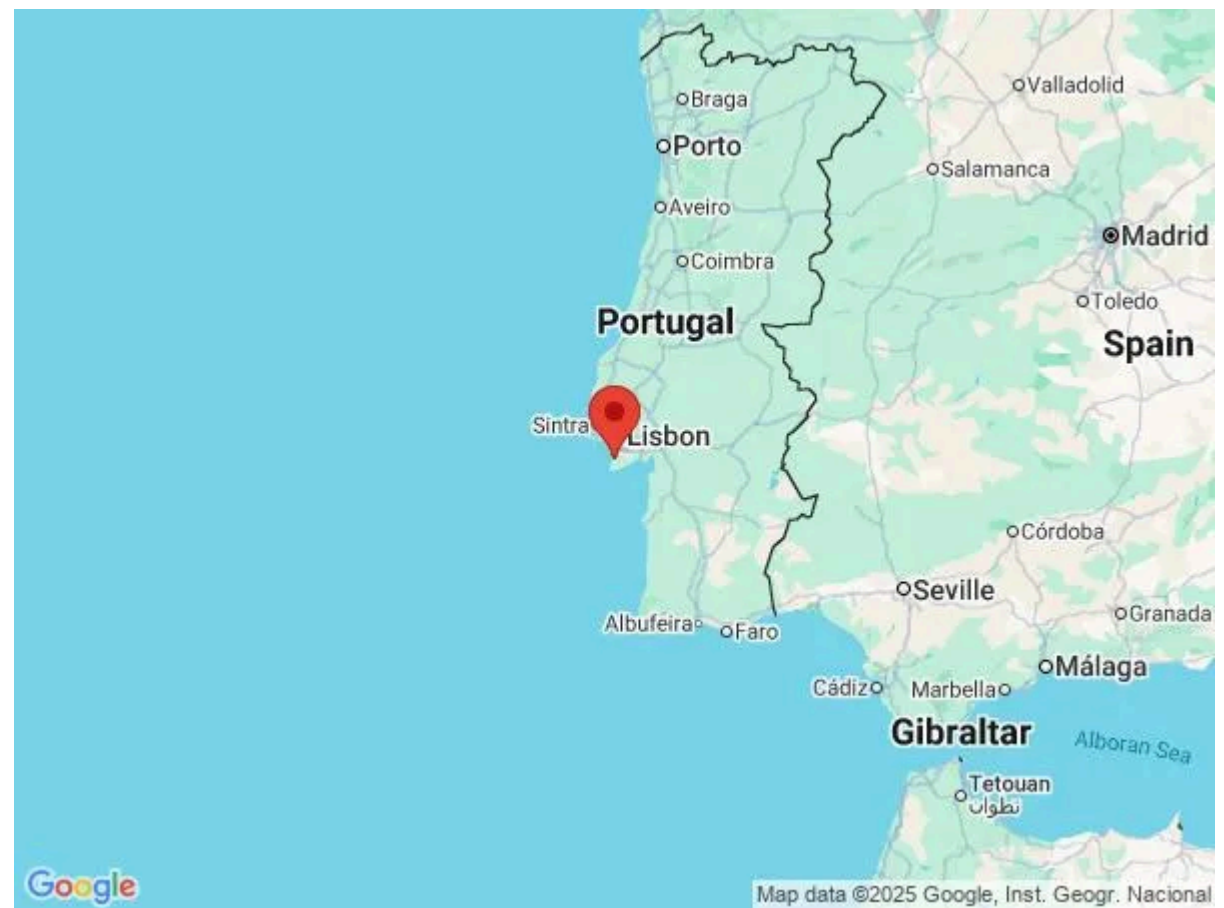 Braga
Valladolid
Porto
Salamanca
Aveiro
Madrid
Coimbra
Toledo
Portugal
Spain
Sintra
Lisbon
Córdoba
Seville
Granada
Albufeira
Faro
Málaga
Cádiz
Marbella
Gibraltar
Alboran Sea
Tetouan
تطوان
Google
Map data ©2025 Google, Inst. Geogr. Nacional